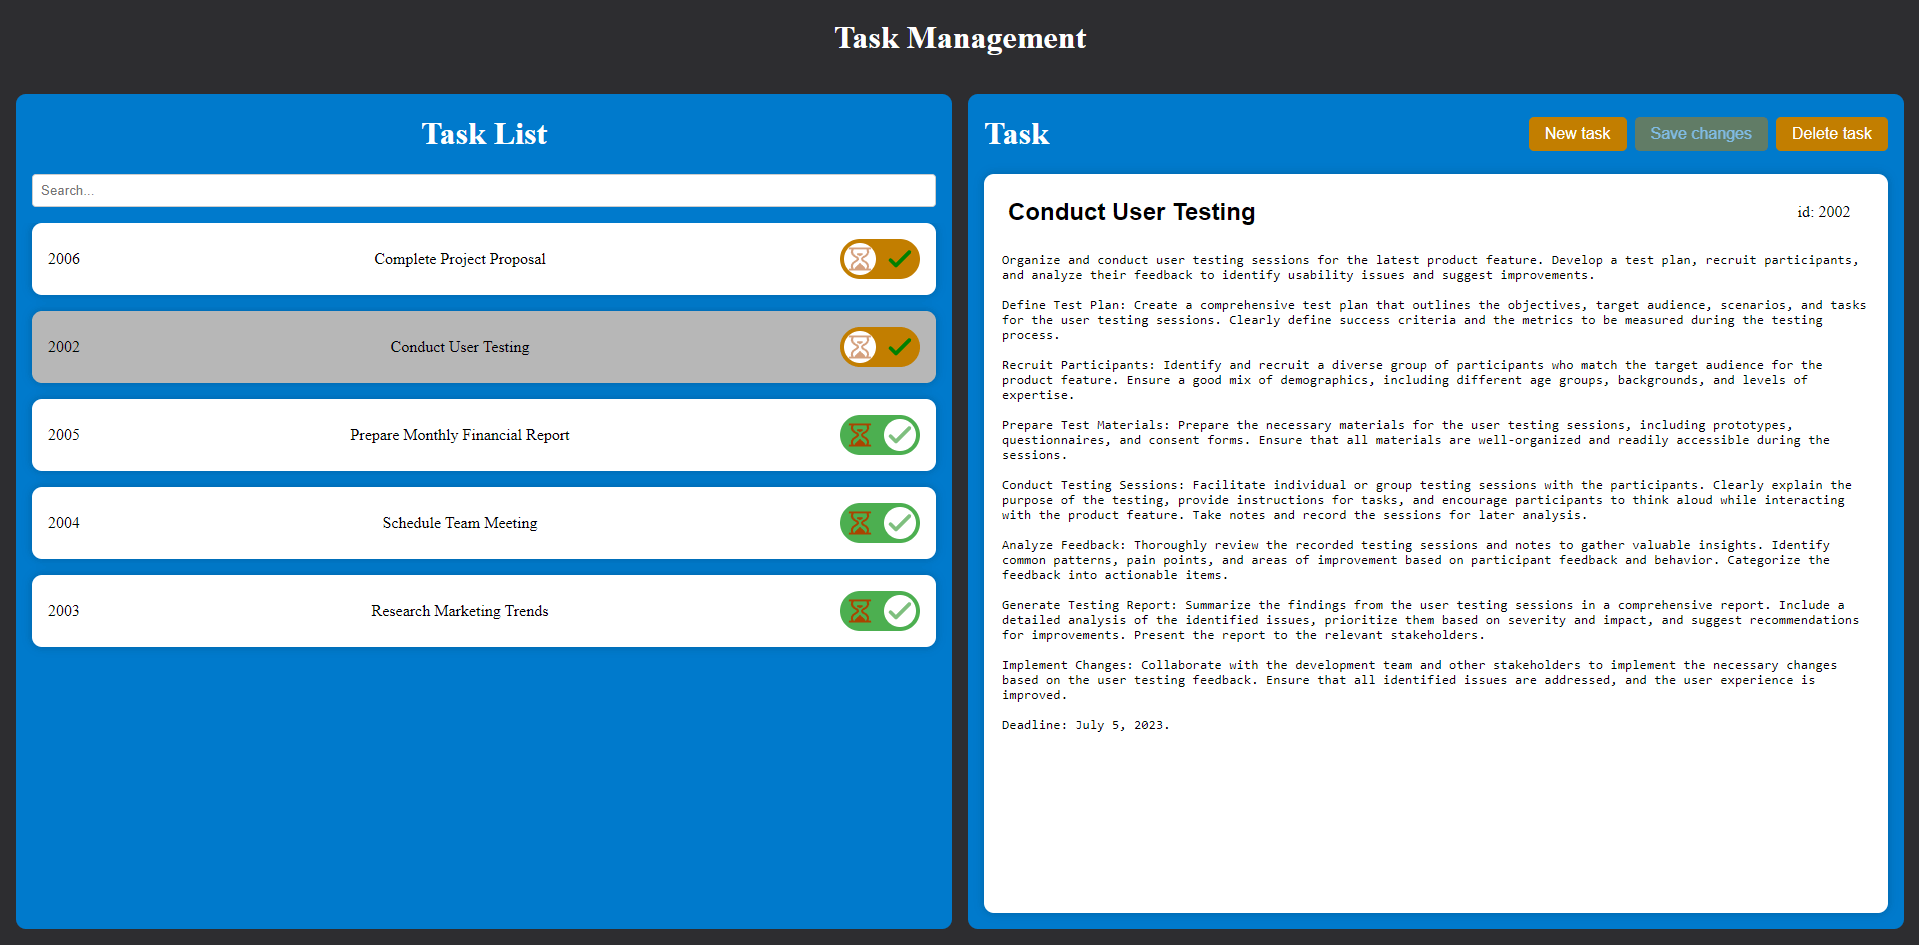 Task Management
Task List
Search...
2006 Complete Project Proposal
2002 Conduct User Testing
2005 Prepare Monthly Financial Report
2004 Schedule Team Meeting
2003 Research Marketing Trends
Task New task Save changes Delete task
Conduct User Testing id: 2002
Organize and conduct user testing sessions for the latest product feature. Develop a test plan, recruit participants,
and analyze their feedback to identify usability issues and suggest improvements.
Define Test Plan: Create a comprehensive test plan that outlines the objectives, target audience, scenarios, and tasks
for the user testing sessions. Clearly define success criteria and the metrics to be measured during the testing
process.
Recruit Participants: Identify and recruit a diverse group of participants who match the target audience for the
product feature. Ensure a good mix of demographics, including different age groups, backgrounds, and levels of
expertise.
Prepare Test Materials: Prepare the necessary materials for the user testing sessions, including prototypes,
questionnaires, and consent forms. Ensure that all materials are well-organized and readily accessible during the
sessions.
Conduct Testing Sessions: Facilitate individual or group testing sessions with the participants. Clearly explain the
purpose of the testing, provide instructions for tasks, and encourage participants to think aloud while interacting
with the product feature. Take notes and record the sessions for later analysis.
Analyze Feedback: Thoroughly review the recorded testing sessions and notes to gather valuable insights. Identify
common patterns, pain points, and areas of improvement based on participant feedback and behavior. Categorize the
feedback into actionable items.
Generate Testing Report: Summarize the findings from the user testing sessions in a comprehensive report. Include a
detailed analysis of the identified issues, prioritize them based on severity and impact, and suggest recommendations
for improvements. Present the report to the relevant stakeholders.
Implement Changes: Collaborate with the development team and other stakeholders to implement the necessary changes
based on the user testing feedback. Ensure that all identified issues are addressed, and the user experience is
improved.
Deadline: July 5, 2023.